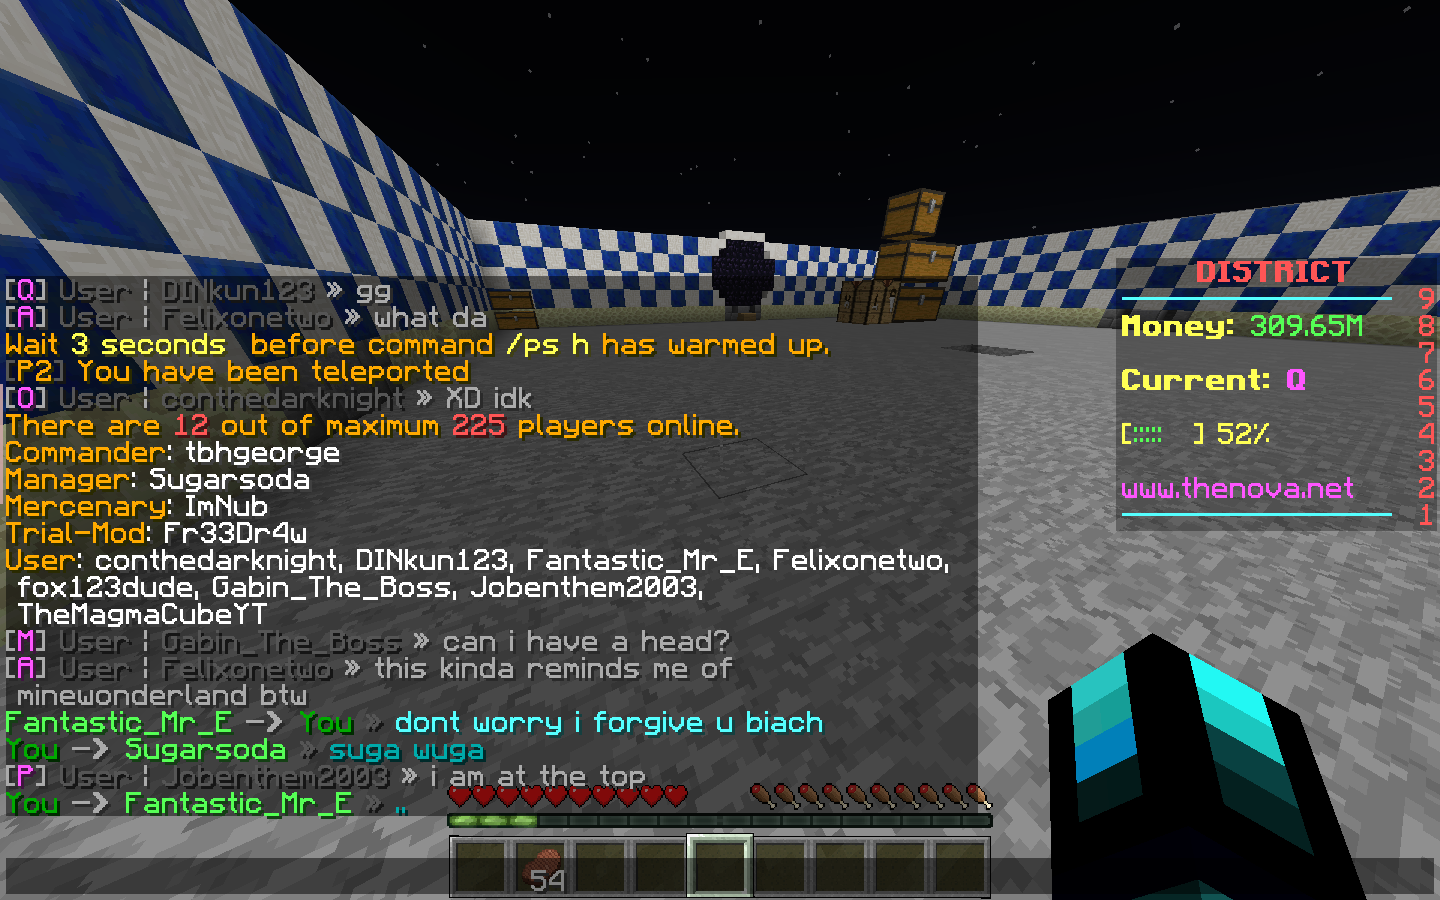 [Q] User ¦ DINkun123 » gg
[A] User ¦ Felixonetwo » what da
Wait 3 seconds  before command /ps h has warmed up.
[P2] You have been teleported
[O] User ¦ conthedarknight » XD idk
There are 12 out of maximum 225 players online.
Commander: tbhgeorge
Manager: Sugarsoda
Mercenary: ImNub
Trial-Mod: Fr33Dr4w
User: conthedarknight, DINkun123, Fantastic_Mr_E, Felixonetwo,
fox123dude, Gabin_The_Boss, Jobenthem2003,
TheMagmaCubeYT
[M] User ¦ Gabin_The_Boss » can i have a head?
[A] User ¦ Felixonetwo » this kinda reminds me of
minewonderland btw
Fantastic_Mr_E -> You » dont worry i forgive u biach
You -> Sugarsoda » suga wuga
[P] User ¦ Jobenthem2003 » i am at the top
You -> Fantastic_Mr_E » ..
DISTRICT
9
Money: 309.65M 8
7
Current: Q 6
5
[::::: ] 52% 4
3
www.thenova.net 2
1
54